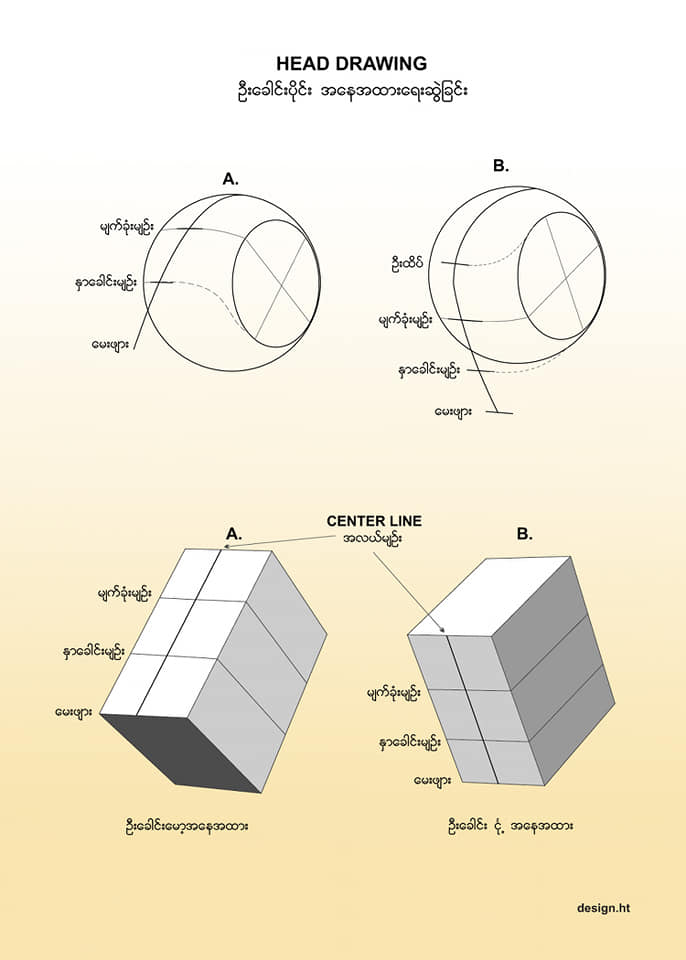 HEAD DRAWING
ဦးခေါင်းပိုင်း အနေအထားရေးဆွဲခြင်း
A.
B.
မျက်ခုံးမျဉ်း
နှာခေါင်းမျဉ်း
မေးဖျား
ဦးထိပ်
မျက်ခုံးမျဉ်း
နှာခေါင်းမျဉ်း
မေးဖျား
CENTER LINE
အလယ်မျဉ်း
A.
B.
မျက်ခုံးမျဉ်း
နှာခေါင်းမျဉ်း
မေးဖျား
မျက်ခုံးမျဉ်း
နှာခေါင်းမျဉ်း
မေးဖျား
ဦးခေါင်းမော့အနေအထား
ဦးခေါင်း ငုံ့ အနေအထား
design.ht